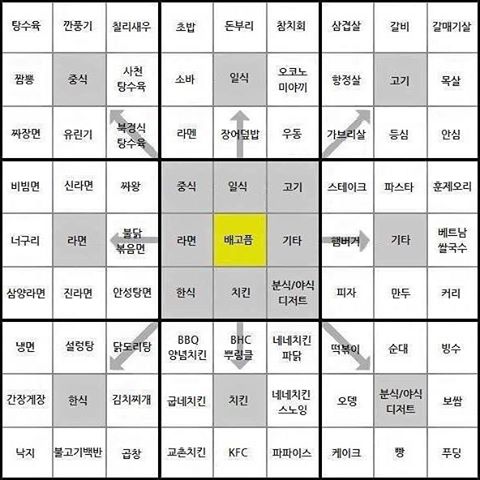 탕수육 깐풍기 칠리새우 초밥 돈부리 참치회 삼겹살 갈비 갈매기살
짬뽕 중식 사천 탕수육 소바 일식 오코노 미야끼 항정살 고기 목살
짜장면 유린기 북경식 탕수육 라멘 장어덮밥 우동 가브리살 등심 안심
비빔면 신라면 짜왕 중식 일식 고기 스테이크 파스타 훈제오리
너구리 라면 불닭 볶음면 라면 배고픔 기타 햄버거 기타 베트남 쌀국수
삼양라면 진라면 안성탕면 한식 치킨 분식/야식 디저트 피자 만두 커리
냉면 설렁탕 닭도리탕 BBQ 양념치킨 BHC 뿌링클 네네치킨 파닭 떡볶이 순대 빙수
간장게장 한식 김치찌개 굽네치킨 치킨 네네치킨 스노잉 오뎅 분식/야식 디저트 보쌈
낙지 불고기백반 곱창 교촌치킨 KFC 파파이스 케이크 빵 푸딩